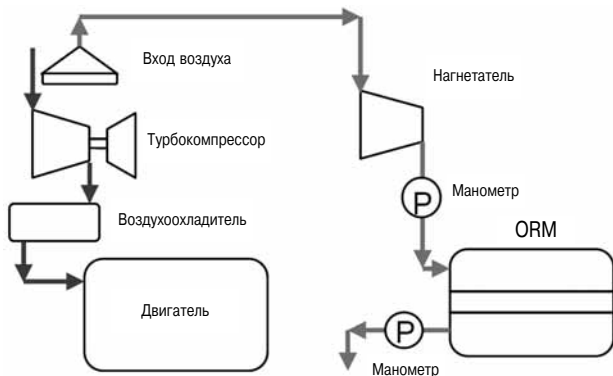 Вход воздуха
Нагнетатель
Турбокомпрессор
P
Манометр
Воздухоохладитель
ORM
Двигатель
P
Манометр